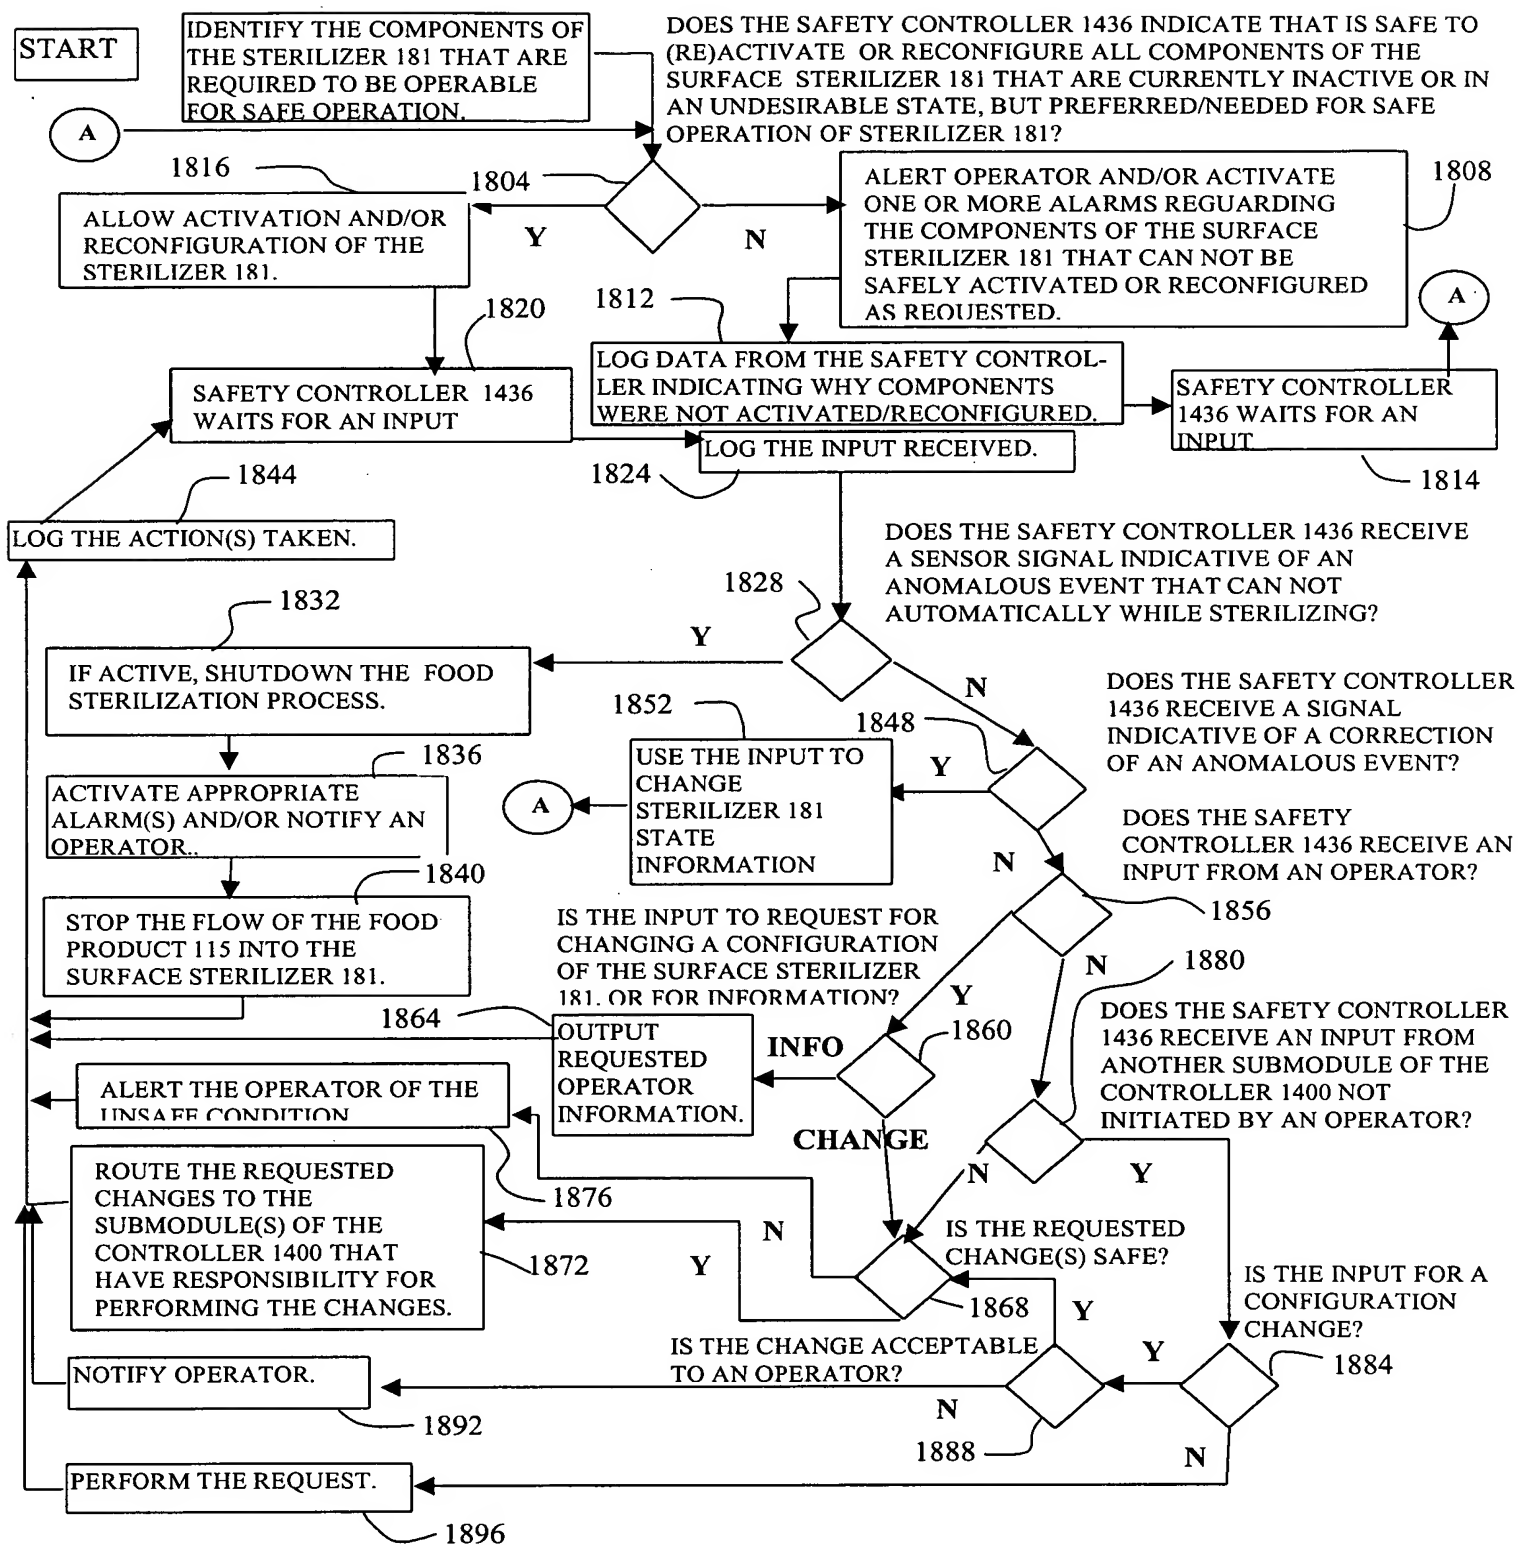 START
IDENTIFY THE COMPONENTS OF
THE STERILIZER 181 THAT ARE
REQUIRED TO BE OPERABLE
FOR SAFE OPERATION.
DOES THE SAFETY CONTROLLER 1436 INDICATE THAT IS SAFE TO
(RE)ACTIVATE OR RECONFIGURE ALL COMPONENTS OF THE
SURFACE STERILIZER 181 THAT ARE CURRENTLY INACTIVE OR IN
AN UNDESIRABLE STATE, BUT PREFERRED/NEEDED FOR SAFE
OPERATION OF STERILIZER 181?
A
1816
1804
1808
ALLOW ACTIVATION AND/OR
RECONFIGURATION OF THE
STERILIZER 181.
Y
N
ALERT OPERATOR AND/OR ACTIVATE
ONE OR MORE ALARMS REGUARDING
THE COMPONENTS OF THE SURFACE
STERILIZER 181 THAT CAN NOT BE
SAFELY ACTIVATED OR RECONFIGURED
AS REQUESTED.
1812
1820
A
LOG DATA FROM THE SAFETY CONTROL-
LER INDICATING WHY COMPONENTS
WERE NOT ACTIVATED/RECONFIGURED.
SAFETY CONTROLLER 1436
WAITS FOR AN INPUT
SAFETY CONTROLLER
1436 WAITS FOR AN
INPUT
LOG THE INPUT RECEIVED.
1824
1814
1844
LOG THE ACTION(S) TAKEN.
DOES THE SAFETY CONTROLLER 1436 RECEIVE
A SENSOR SIGNAL INDICATIVE OF AN
ANOMALOUS EVENT THAT CAN NOT
AUTOMATICALLY WHILE STERILIZING?
1828
1832
Y
N
IF ACTIVE, SHUTDOWN THE FOOD
STERILIZATION PROCESS.
DOES THE SAFETY CONTROLLER
1436 RECEIVE A SIGNAL
INDICATIVE OF A CORRECTION
OF AN ANOMALOUS EVENT?
1852
1848
1836
USE THE INPUT TO
CHANGE
STERILIZER 181
STATE
INFORMATION
Y
A
ACTIVATE APPROPRIATE
ALARM(S) AND/OR NOTIFY AN
OPERATOR..
DOES THE SAFETY
CONTROLLER 1436 RECEIVE AN
INPUT FROM AN OPERATOR?
N
1840
1856
STOP THE FLOW OF THE FOOD
PRODUCT 115 INTO THE
SURFACE STERILIZER 181.
IS THE INPUT TO REQUEST FOR
CHANGING A CONFIGURATION
OF THE SURFACE STERILIZER
181. OR FOR INFORMATION?
Y
N
1880
1864
1860
DOES THE SAFETY CONTROLLER
1436 RECEIVE AN INPUT FROM
ANOTHER SUBMODULE OF THE
CONTROLLER 1400 NOT
INITIATED BY AN OPERATOR?
OUTPUT
REQUESTED
OPERATOR
INFORMATION.
INFO
ALERT THE OPERATOR OF THE
UNSAFE CONDITION
CHANGE
N
Y
1876
ROUTE THE REQUESTED
CHANGES TO THE
SUBMODULE(S) OF THE
CONTROLLER 1400 THAT
HAVE RESPONSIBILITY FOR
PERFORMING THE CHANGES.
1872
N
Y
IS THE REQUESTED
CHANGE(S) SAFE?
1868
Y
IS THE INPUT FOR A
CONFIGURATION
CHANGE?
IS THE CHANGE ACCEPTABLE
TO AN OPERATOR?
Y
1884
NOTIFY OPERATOR.
1892
N
1888
N
PERFORM THE REQUEST.
1896